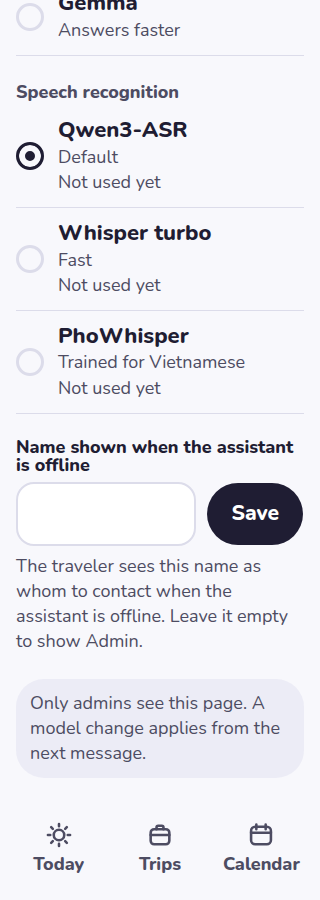 Gemma
Answers faster
Speech recognition
Qwen3-ASR
Default
Not used yet
Whisper turbo
Fast
Not used yet
PhoWhisper
Trained for Vietnamese
Not used yet
Name shown when the assistant
is offline
Save
The traveler sees this name as
whom to contact when the
assistant is offline. Leave it empty
to show Admin.
Only admins see this page. A
model change applies from the
next message.
Today
Trips
Calendar